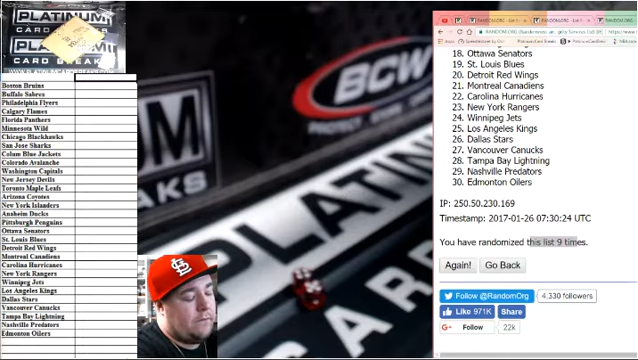 PLATINUM
CARD BREAKS
PLATINUM
CARD BREAKS
Boston Bruins
Buffalo Sabres
Philadelphia Flyers
Calgary Flames
Florida Panthers
Minnesota Wild
Chicago Blackhawks
San Jose Sharks
Colum Blue Jackets
Colorado Avalanche
Washington Capitals
New Jersey Devils
Toronto Maple Leafs
Arizona Coyotes
New York Islanders
Anaheim Ducks
Pittsburgh Penguins
Ottawa Senators
St. Louis Blues
Detroit Red Wings
Montreal Canadiens
Carolina Hurricanes
New York Rangers
Winnipeg Jets
Los Angeles Kings
Dallas Stars
Vancouver Canucks
Tampa Bay Lightning
Nashville Predators
Edmonton Oilers
BCW
PLATIN
CARD
EAKS
18. Ottawa Senators
19. St. Louis Blues
20. Detroit Red Wings
21. Montreal Canadiens
22. Carolina Hurricanes
23. New York Rangers
24. Winnipeg Jets
25. Los Angeles Kings
26. Dallas Stars
27. Vancouver Canucks
28. Tampa Bay Lightning
29. Nashville Predators
30. Edmonton Oilers
IP: 250.50.230.169
Timestamp: 2017-01-26 07:30:24 UTC
You have randomized this list 9 times.
Again! Go Back
Follow @RandomOrg 4,330 followers
Like 971K
Follow 22k